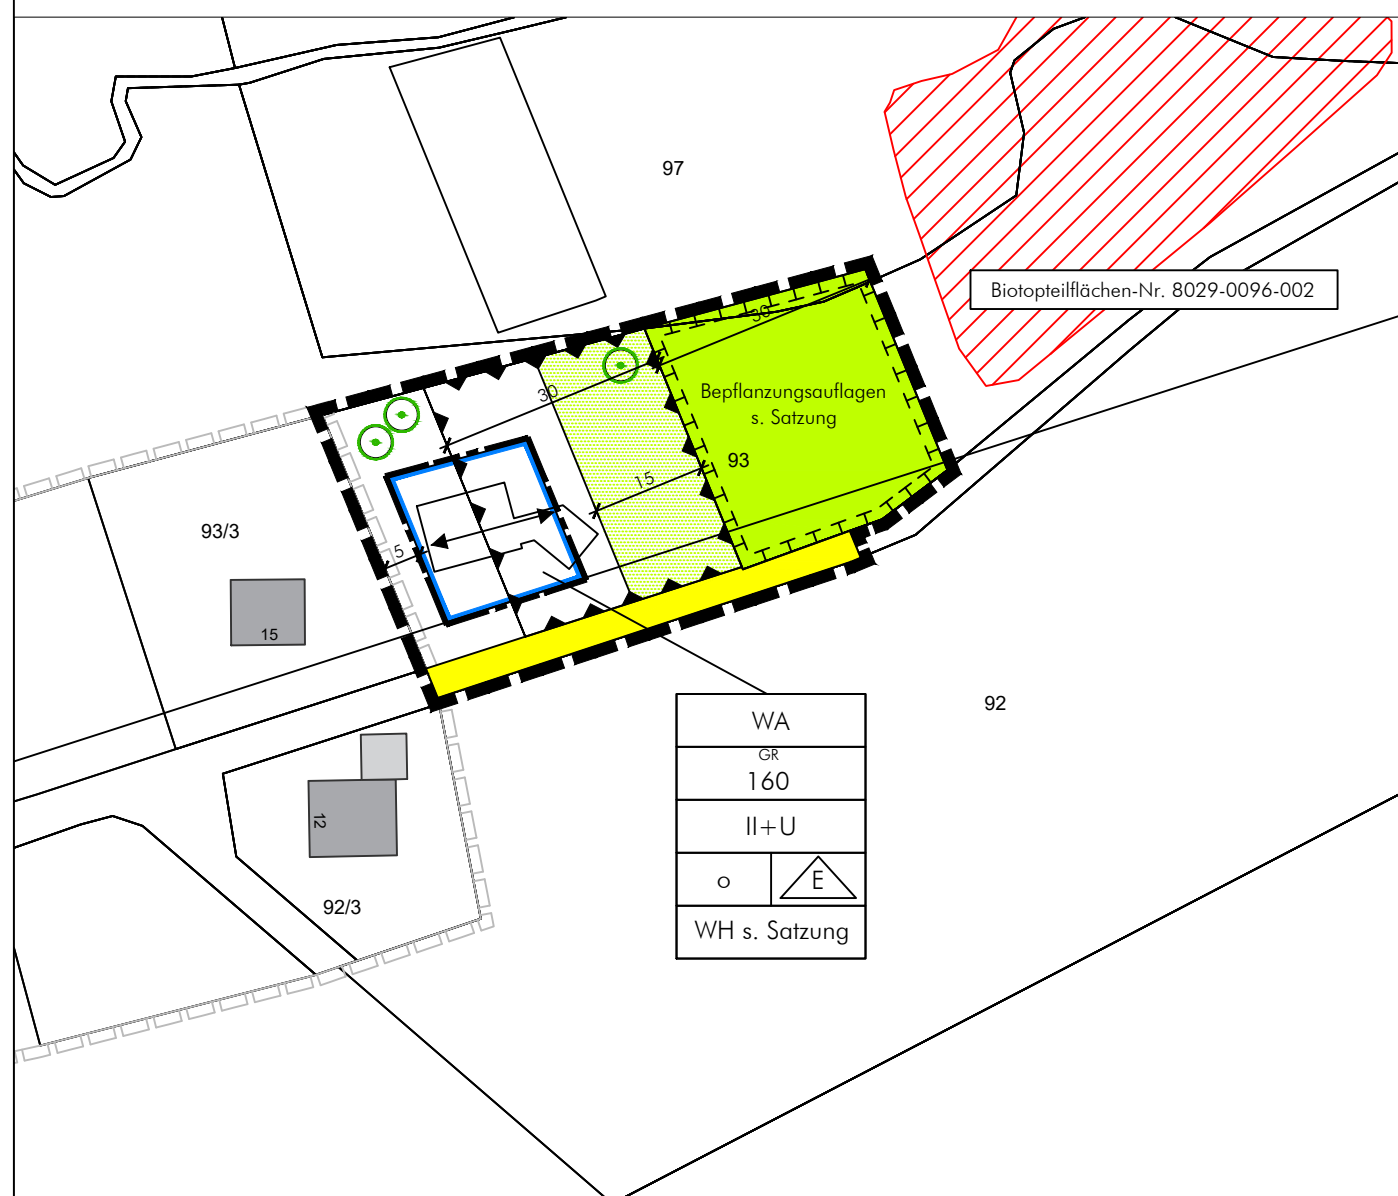 97
Biotopteilflächen-Nr. 8029-0096-002
30
30
Bepflanzungsauflagen
s. Satzung
93
15
93/3
5
15
12
92/3
92
WA
GR
160
II+U
o
E
WH s. Satzung